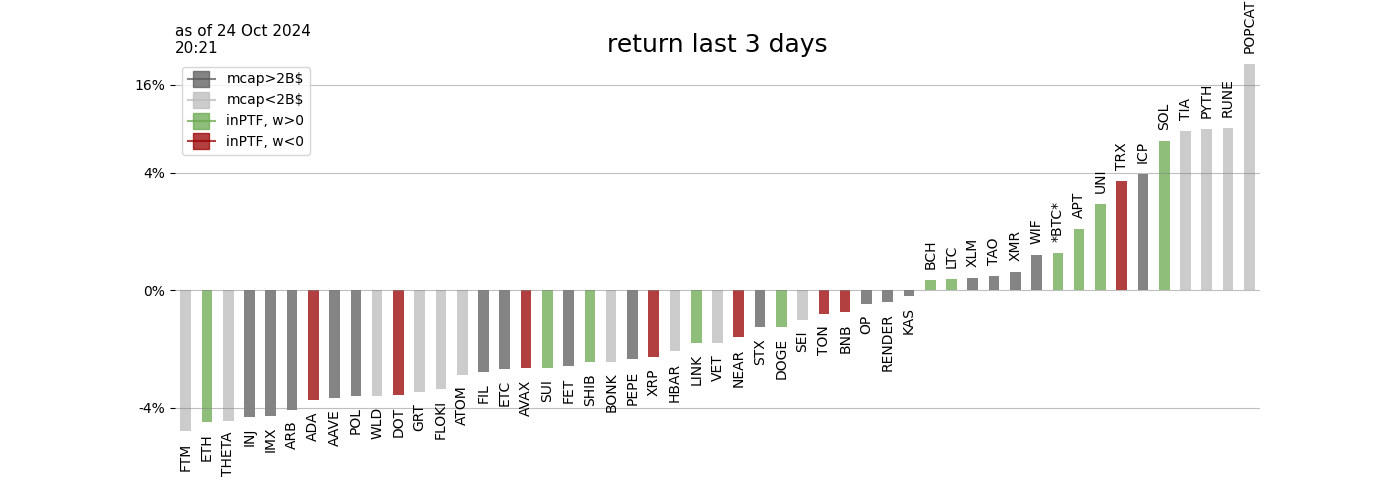 as of 24 Oct 2024
20:21
return last 3 days
mcap>2B$
mcap<2B$
inPTF, w>0
inPTF, w<0
16%
4%
0%
-4%
FTM
ETH
THETA
INJ
IMX
ARB
ADA
AAVE
POL
WLD
DOT
GRT
FLOKI
ATOM
FIL
ETC
AVAX
SUI
FET
SHIB
BONK
PEPE
XRP
HBAR
LINK
VET
NEAR
STX
DOGE
SEI
TON
BNB
OP
RENDER
KAS
BCH
LTC
XLM
TAO
XMR
WIF
*BTC*
APT
UNI
TRX
ICP
SOL
TIA
PYTH
RUNE
POPCAT